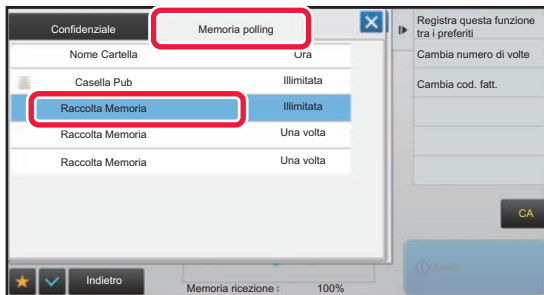 Confidenziale
Memoria polling
Nome Cartella
Ora
Casella Pub
Illimitata
Raccolta Memoria
Illimitata
Raccolta Memoria
Una volta
Raccolta Memoria
Una volta
Registra questa funzione
tra i preferiti
Cambia numero di volte
Cambia cod. fatt.
CA
Avvio
Indietro
Memoria ricezione :
100%